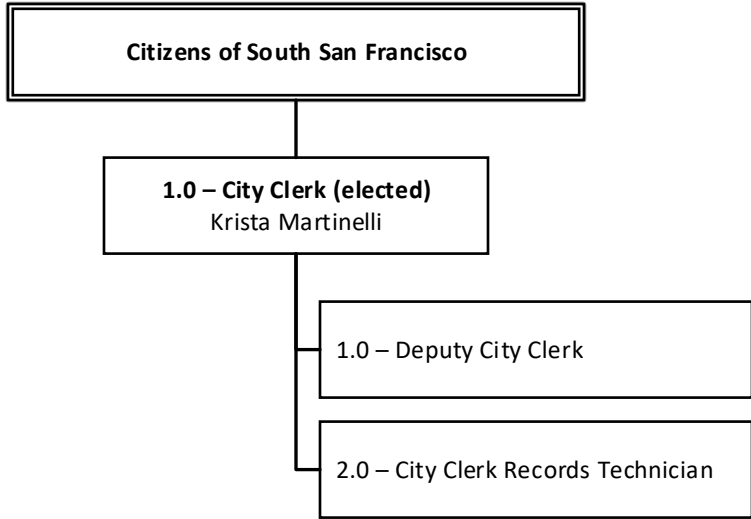 Citizens of South San Francisco
1.0 – City Clerk (elected)
Krista Martinelli
1.0 – Deputy City Clerk
2.0 – City Clerk Records Technician